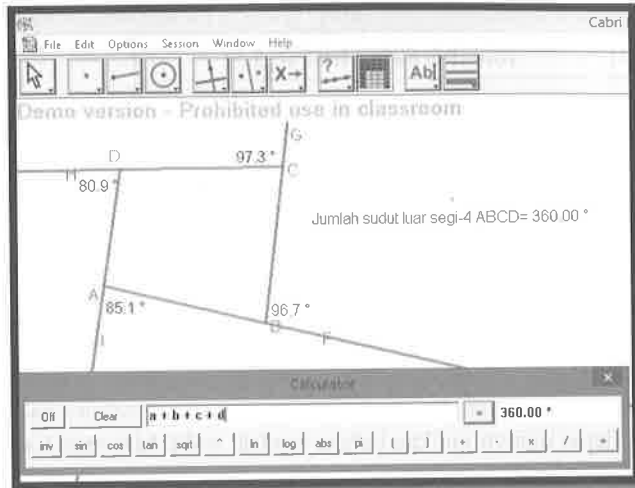 Cabri
File Edit Options Session Window Help
? X→ Ab|
Demo version - Prohibited use in classroom
G
D 97.3 °
H C
80.9 °
Jumlah sudut luar segi-4 ABCD= 360.00 °
A
85.1 ° 96.7 °
B F
I
Calculator
Off Clear a + b + c + d = 360.00 °
inv sin cos tan sqrt ^ ln log abs pi ( ) + - x / ÷